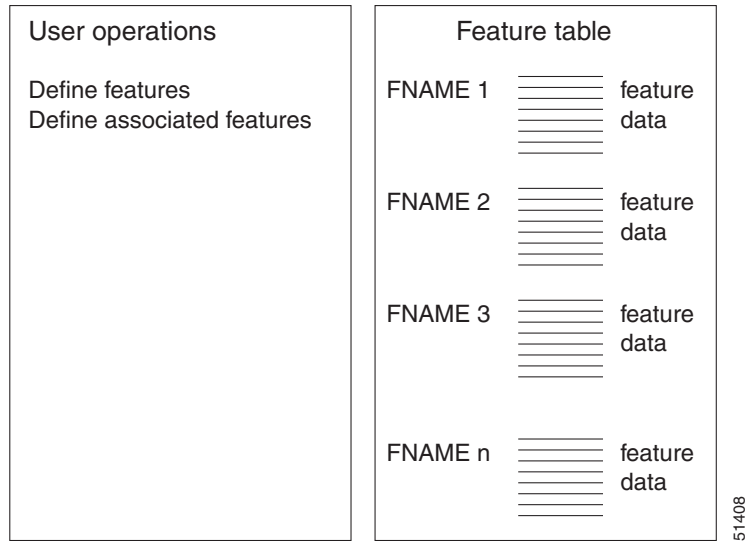 User operations
Define features
Define associated features
Feature table
FNAME 1
feature
data
FNAME 2
feature
data
FNAME 3
feature
data
FNAME n
feature
data
51408